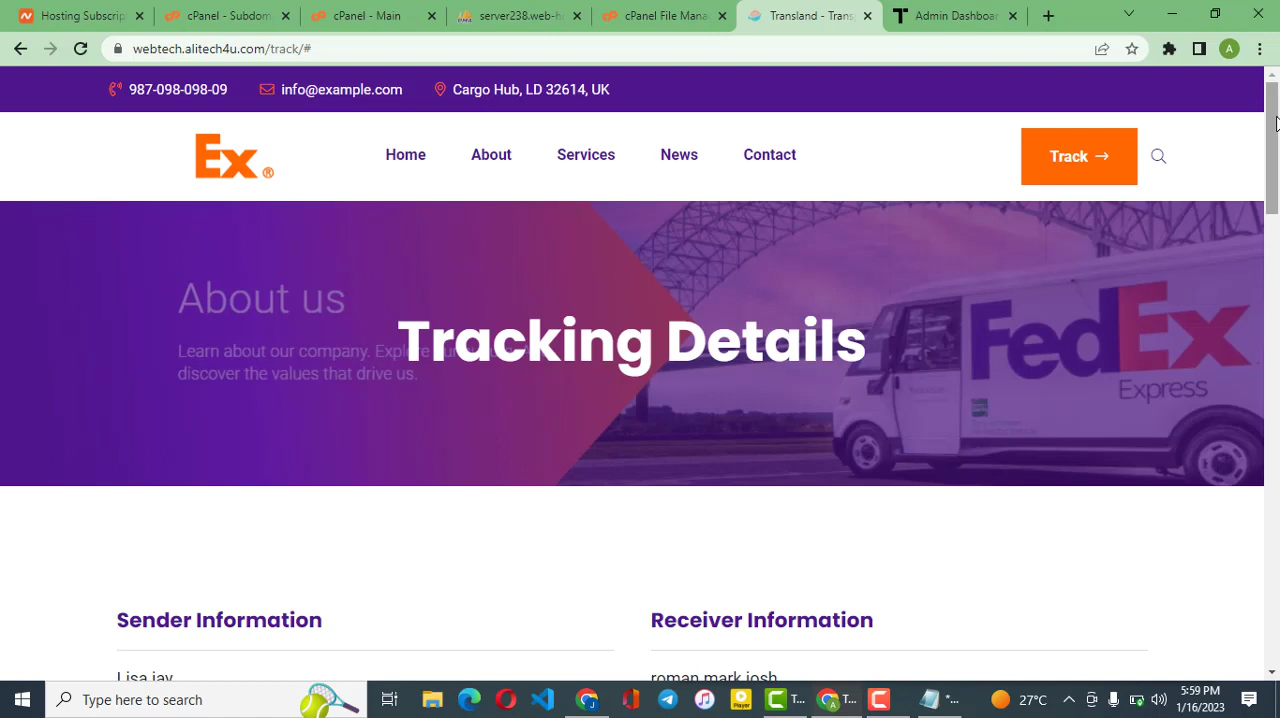 Hosting Subscrip
cPanel - Subdom
cPanel - Main
server238.web-h
cPanel File Mana
Transland - Trans
Admin Dashboar
webtech.alitech4u.com/track/#
A
987-098-098-09
info@example.com
Cargo Hub, LD 32614, UK
Ex®
Home
About
Services
News
Contact
Track
About us
Learn about our company. Explore
discover the values that drive us.
Tracking Details
FedEx
Express
Sender Information
Receiver Information
Lisa jay
roman mark josh
Type here to search
T...
T...
27°C
5:59 PM
1/16/2023